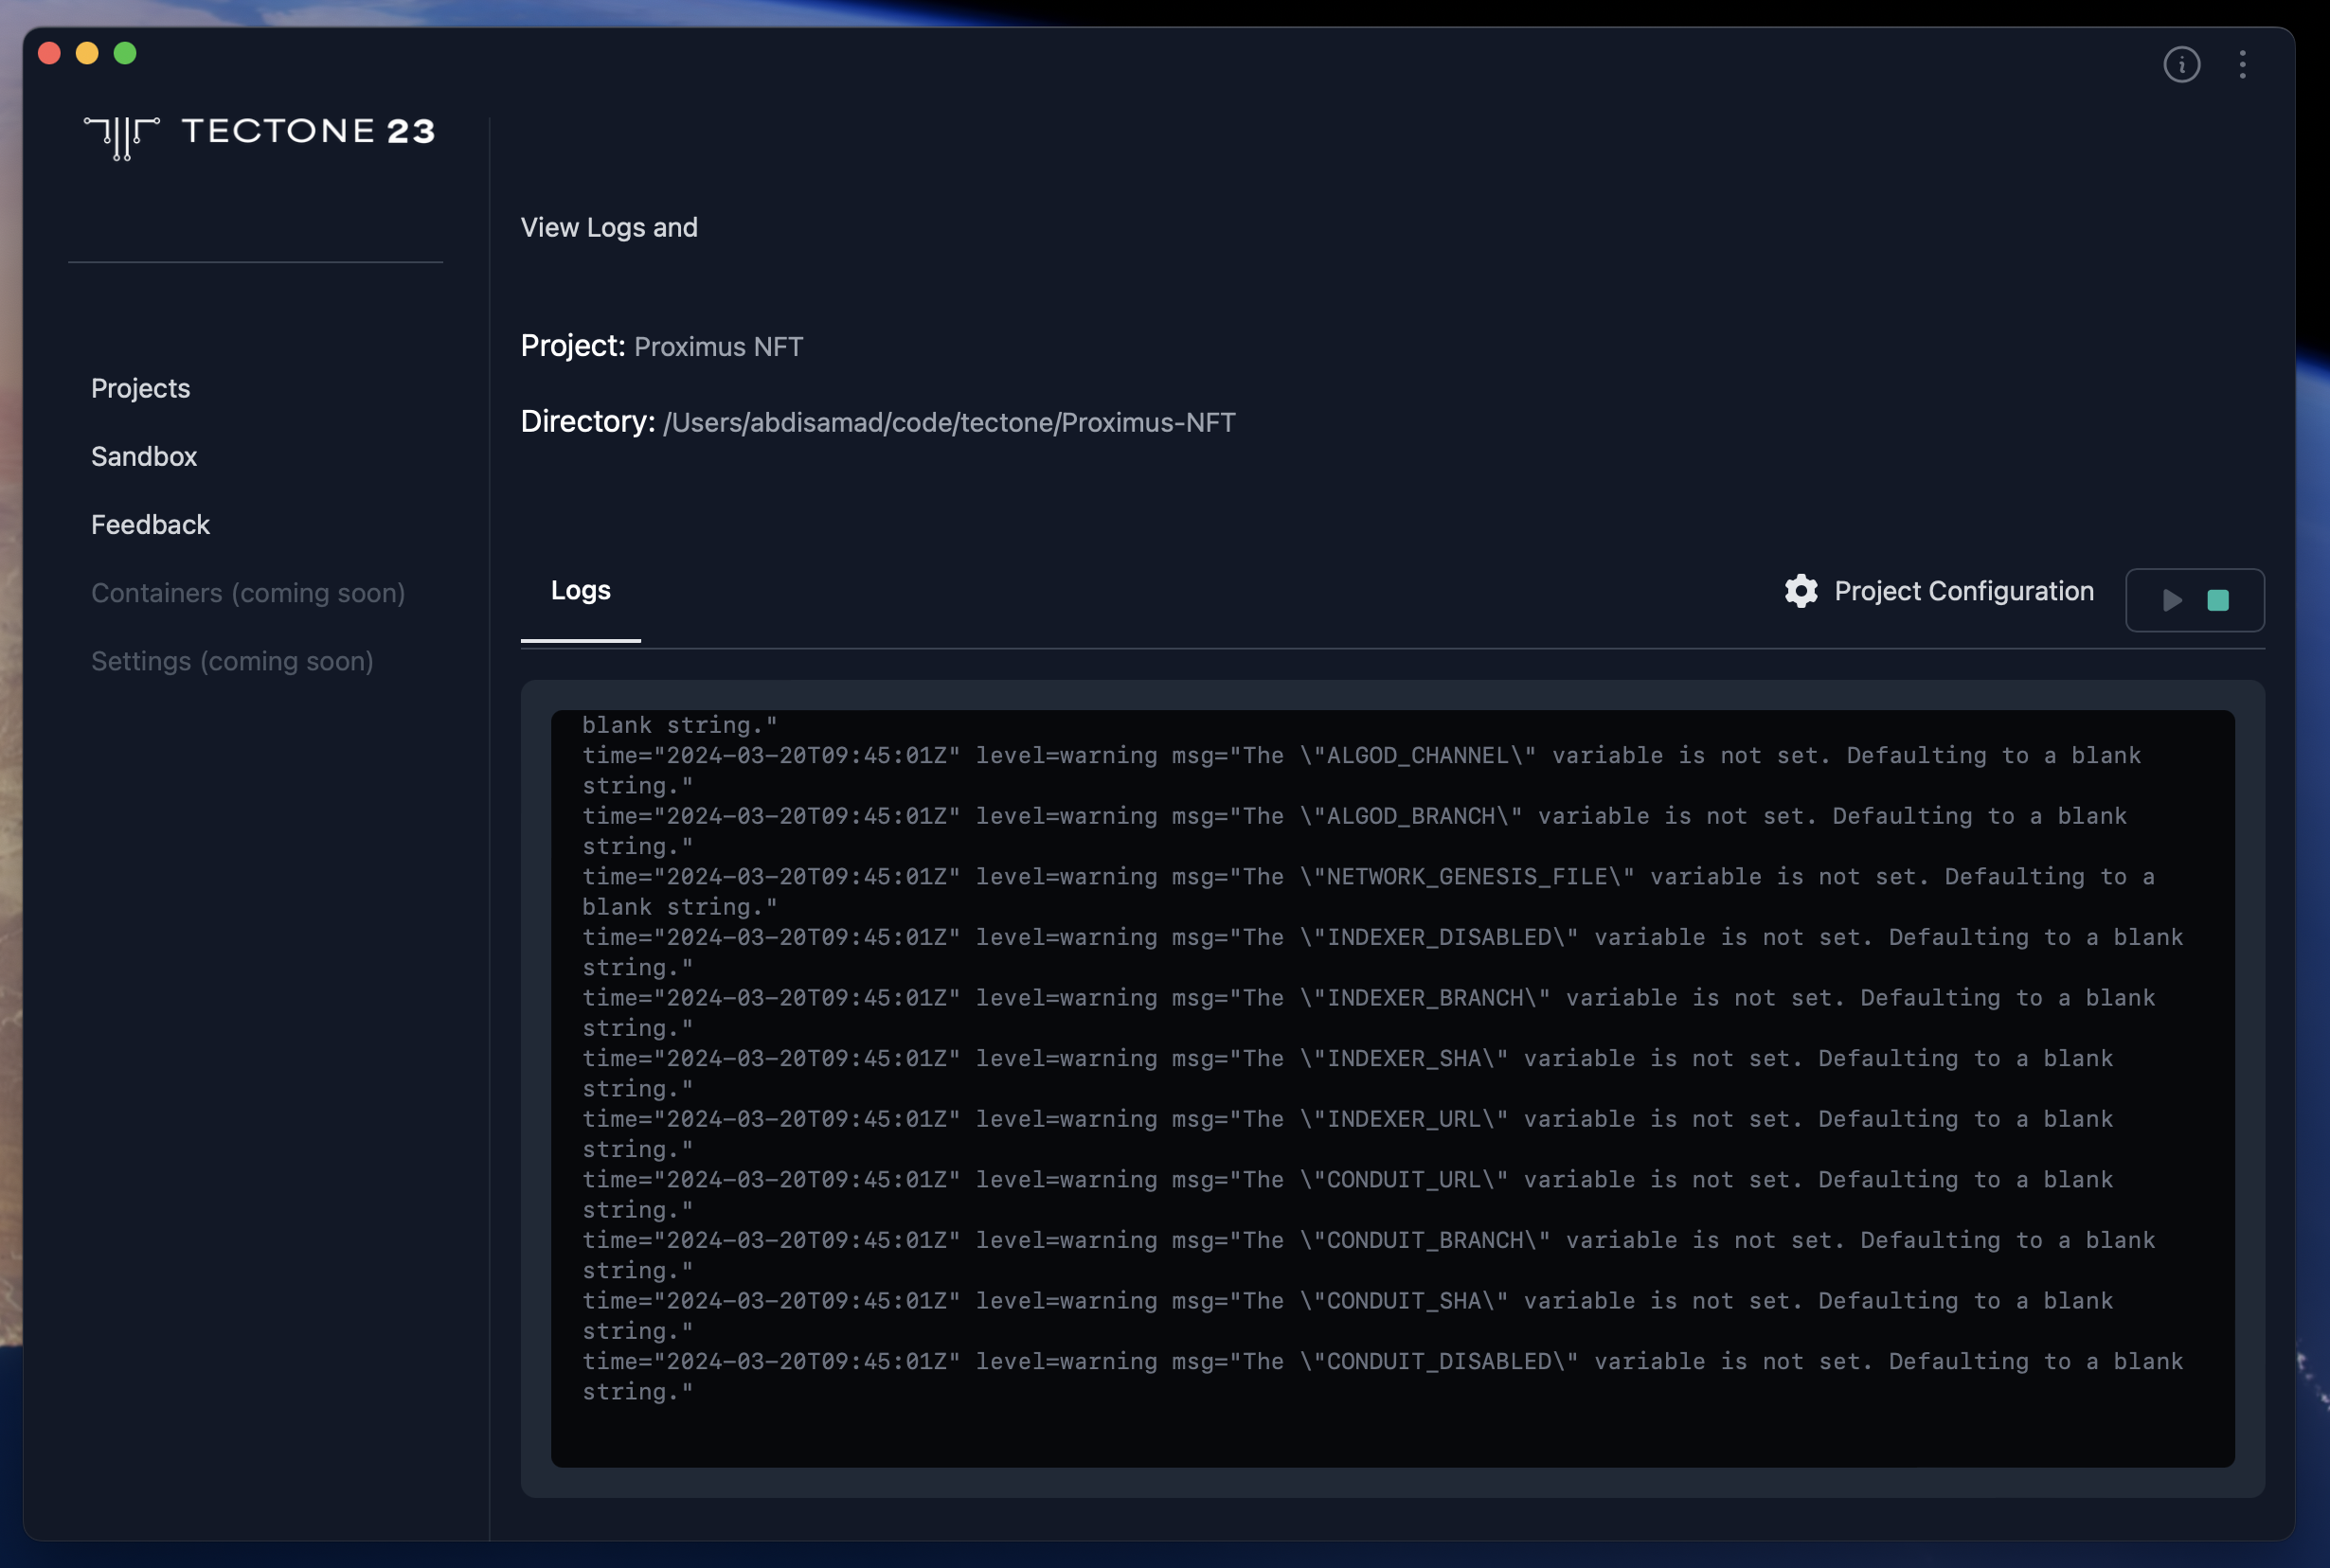 TECTONE 23
Projects
Sandbox
Feedback
Containers (coming soon)
Settings (coming soon)
View Logs and
Project: Proximus NFT
Directory: /Users/abdisamad/code/tectone/Proximus-NFT
Logs
Project Configuration
blank string."
time="2024-03-20T09:45:01Z" level=warning msg="The \"ALGOD_CHANNEL\" variable is not set. Defaulting to a blank
string."
time="2024-03-20T09:45:01Z" level=warning msg="The \"ALGOD_BRANCH\" variable is not set. Defaulting to a blank
string."
time="2024-03-20T09:45:01Z" level=warning msg="The \"NETWORK_GENESIS_FILE\" variable is not set. Defaulting to a
blank string."
time="2024-03-20T09:45:01Z" level=warning msg="The \"INDEXER_DISABLED\" variable is not set. Defaulting to a blank
string."
time="2024-03-20T09:45:01Z" level=warning msg="The \"INDEXER_BRANCH\" variable is not set. Defaulting to a blank
string."
time="2024-03-20T09:45:01Z" level=warning msg="The \"INDEXER_SHA\" variable is not set. Defaulting to a blank
string."
time="2024-03-20T09:45:01Z" level=warning msg="The \"INDEXER_URL\" variable is not set. Defaulting to a blank
string."
time="2024-03-20T09:45:01Z" level=warning msg="The \"CONDUIT_URL\" variable is not set. Defaulting to a blank
string."
time="2024-03-20T09:45:01Z" level=warning msg="The \"CONDUIT_BRANCH\" variable is not set. Defaulting to a blank
string."
time="2024-03-20T09:45:01Z" level=warning msg="The \"CONDUIT_SHA\" variable is not set. Defaulting to a blank
string."
time="2024-03-20T09:45:01Z" level=warning msg="The \"CONDUIT_DISABLED\" variable is not set. Defaulting to a blank
string."